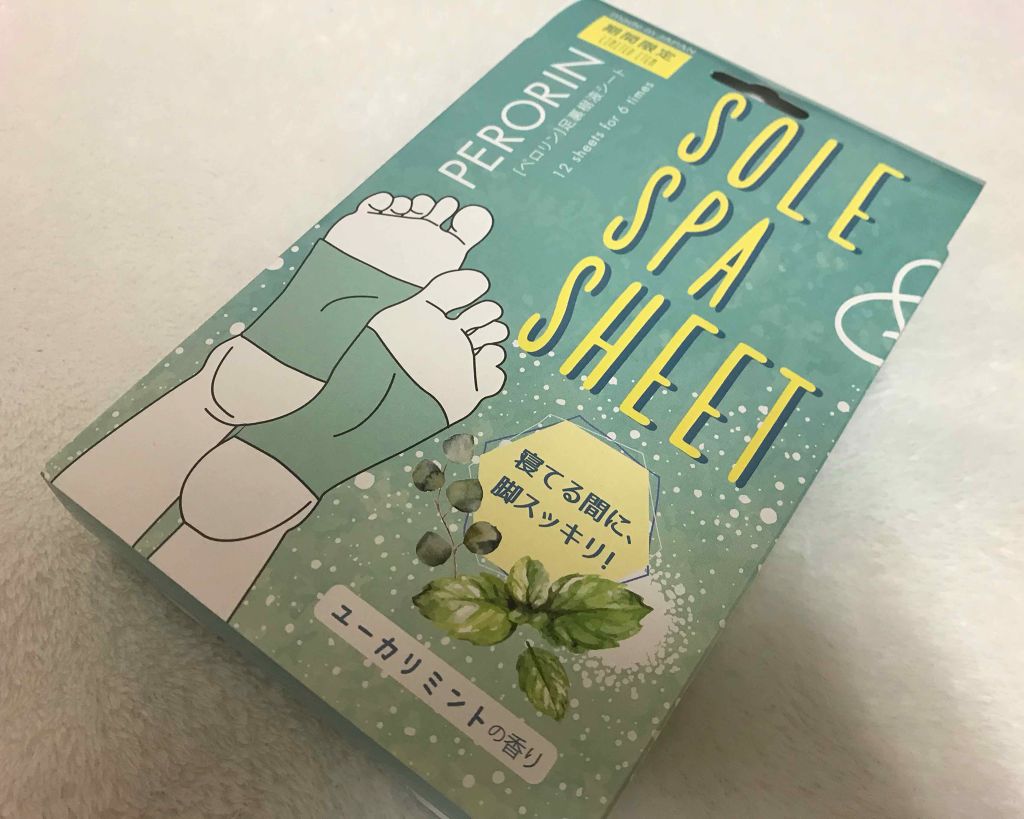 made in JAPAN
期間限定
LIMITED ITEM
PERORIN
[ペロリン]足裏樹液シート
12 sheets for 6 times
SOLE
SPA
SHEET
寝てる間に、
脚スッキリ!
ユーカリミントの香り